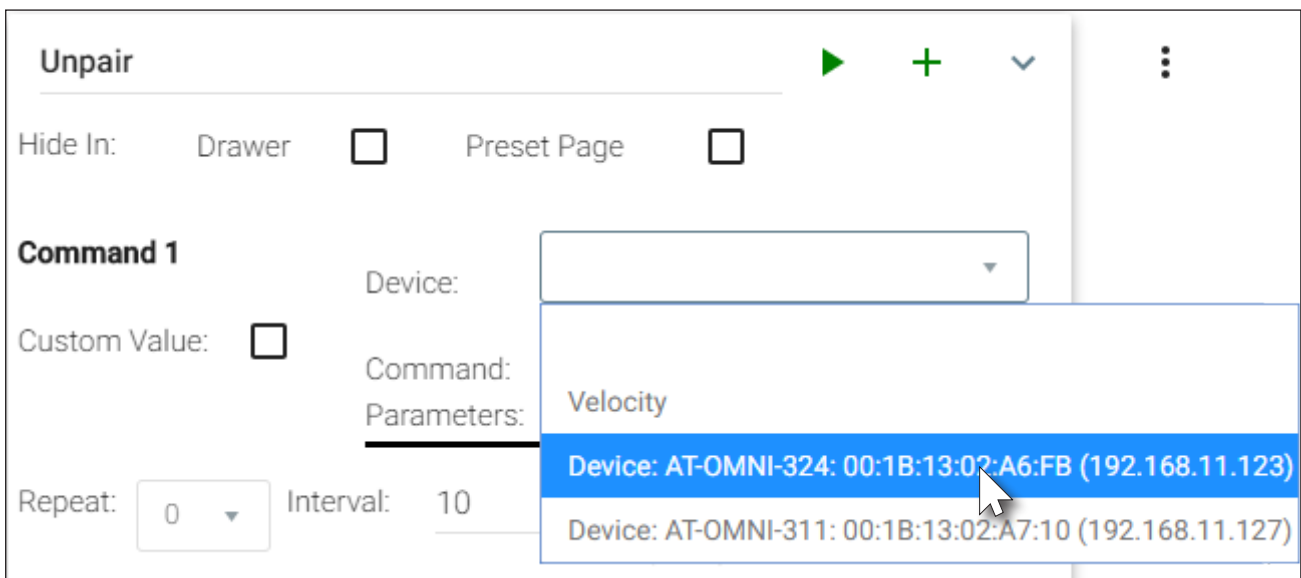 Unpair
Hide In: Drawer Preset Page
Command 1
Device:
Custom Value:
Command:
Velocity
Parameters:
Device: AT-OMNI-324: 00:1B:13:02:A6:FB (192.168.11.123)
Repeat: 0 Interval: 10
Device: AT-OMNI-311: 00:1B:13:02:A7:10 (192.168.11.127)